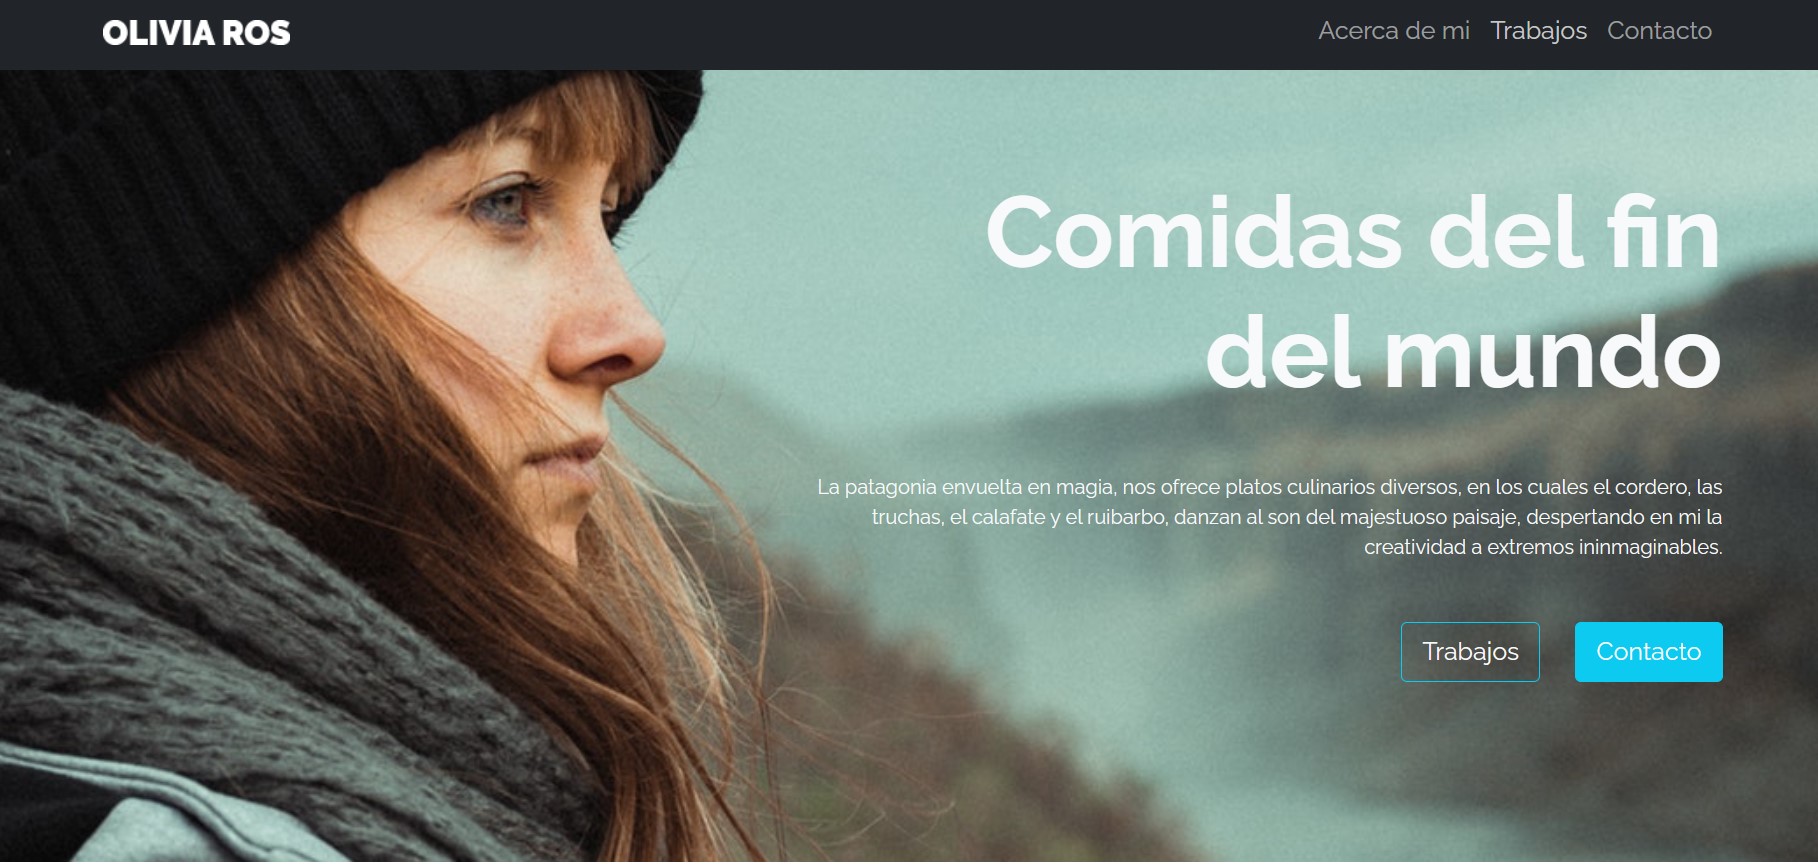 OLIVIA ROS
Acerca de mi Trabajos Contacto
Comidas del fin
del mundo
La patagonia envuelta en magia, nos ofrece platos culinarios diversos, en los cuales el cordero, las
truchas, el calafate y el ruibarbo, danzan al son del majestuoso paisaje, despertando en mi la
creatividad a extremos ininmaginables.
Trabajos Contacto